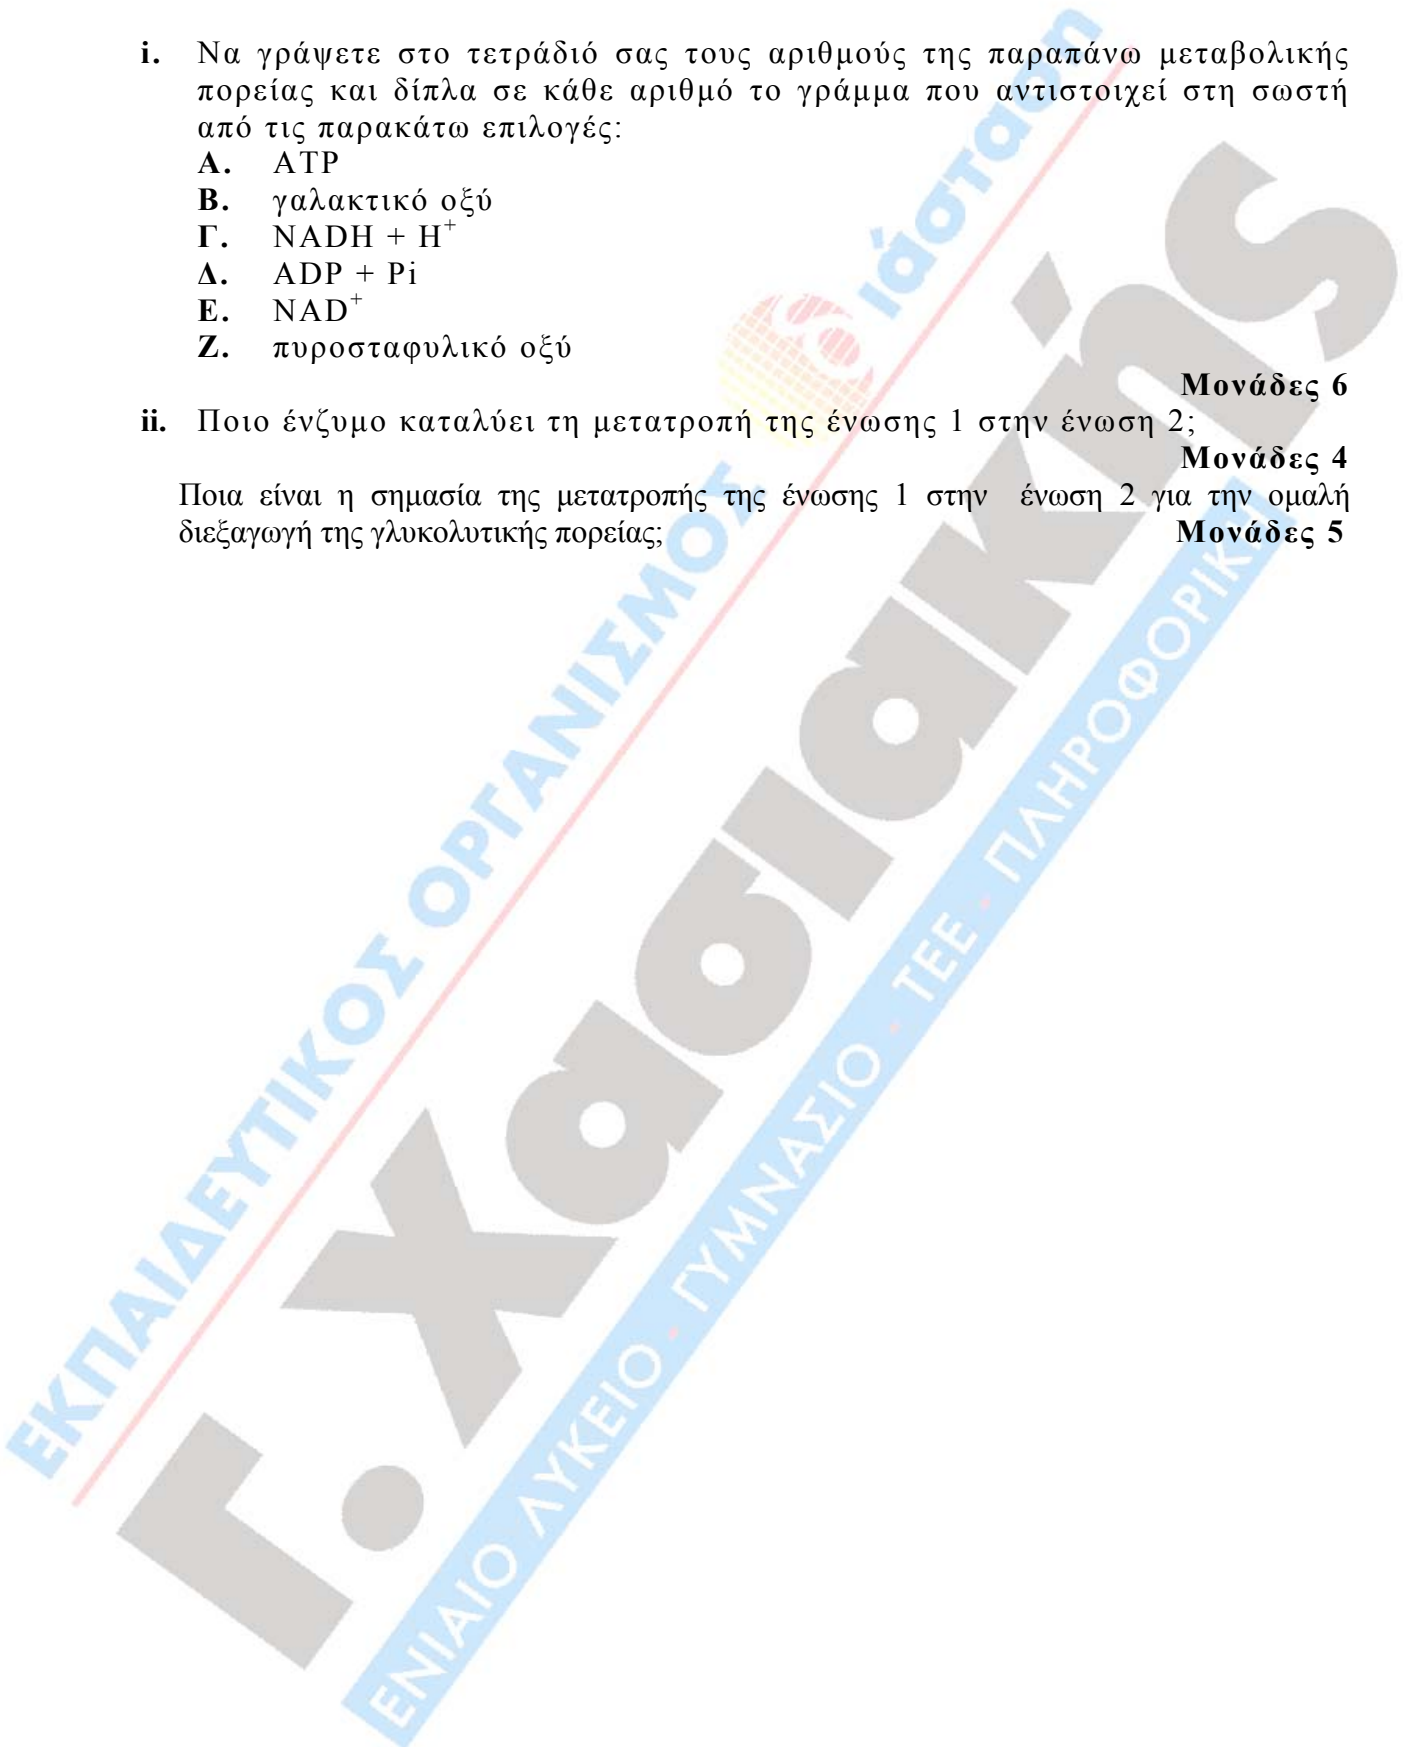 i. Να γράψετε στο τετράδιό σας τους αριθμούς της παραπάνω μεταβολικής
πορείας και δίπλα σε κάθε αριθμό το γράμμα που αντιστοιχεί στη σωστή
από τις παρακάτω επιλογές:
Α. ATP
Β. γαλακτικό οξύ
Γ. NADH + H⁺
Δ. ADP + Pi
Ε. NAD⁺
Ζ. πυροσταφυλικό οξύ
Μονάδες 6
ii. Ποιο ένζυμο καταλύει τη μετατροπή της ένωσης 1 στην ένωση 2;
Μονάδες 4
Ποια είναι η σημασία της μετατροπής της ένωσης 1 στην ένωση 2 για την ομαλή
διεξαγωγή της γλυκολυτικής πορείας; Μονάδες 5
ΕΚΠΑΙΔΕΥΤΙΚΟΣ ΟΡΓΑΝΙΣΜΟΣ
διάσταση
Γ. Χασιακής
ΕΝΙΑΙΟ ΛΥΚΕΙΟ - ΓΥΜΝΑΣΙΟ - ΤΕΕ - ΠΛΗΡΟΦΟΡΙΚΗ